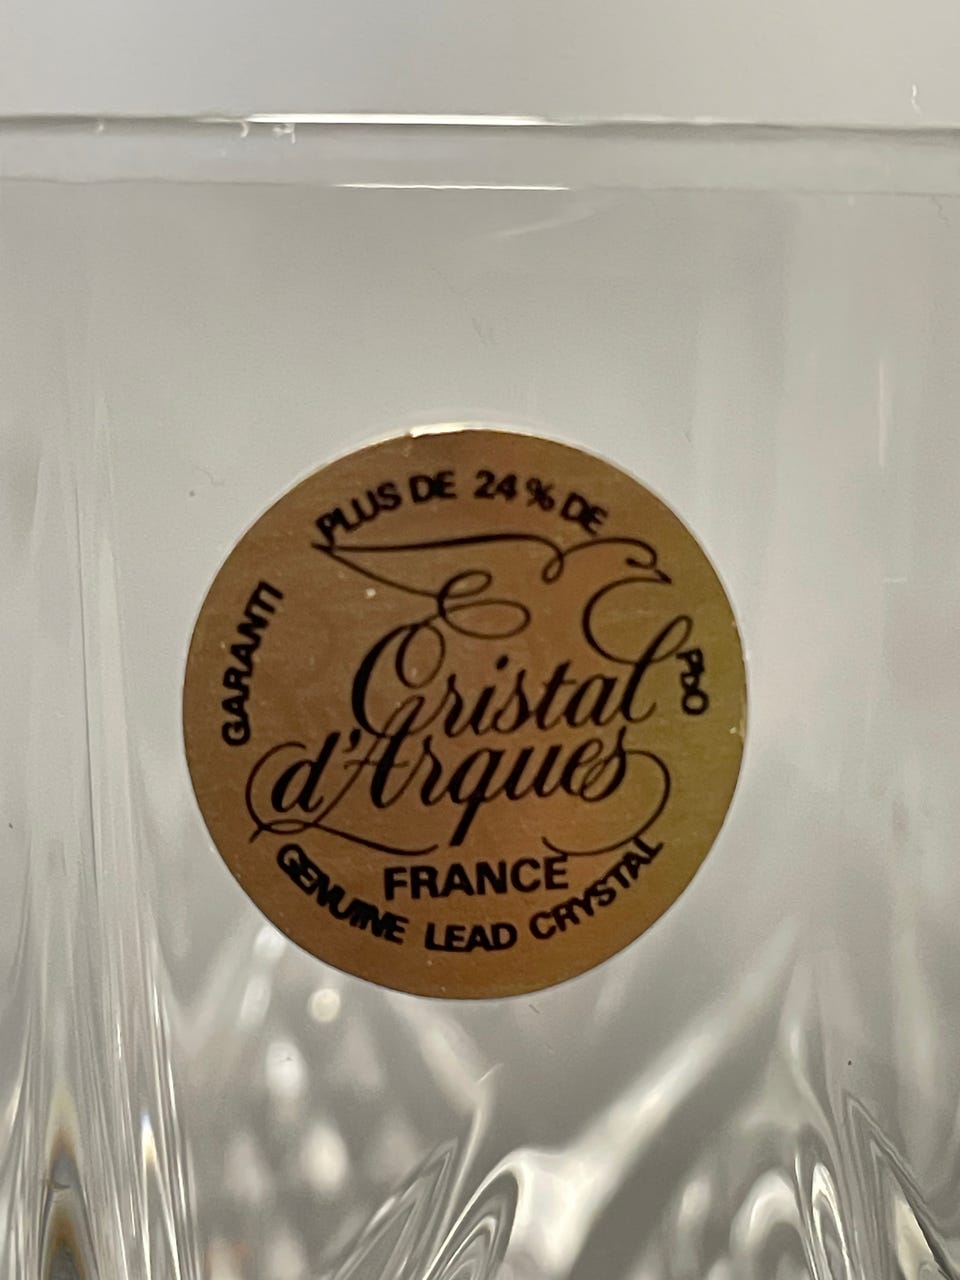 GARANTI PLUS DE 24% DE PbO
Cristal
d'Arques
FRANCE
GENUINE LEAD CRYSTAL